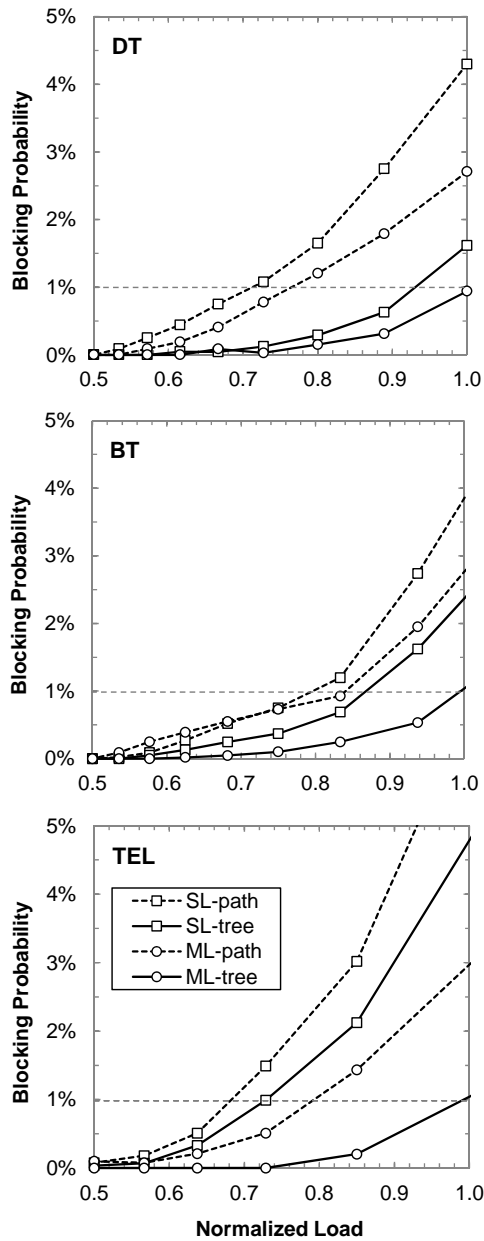 5%
DT
4%
3%
2%
1%
0%
Blocking Probability
0.5 0.6 0.7 0.8 0.9 1.0
5%
BT
4%
3%
2%
1%
0%
Blocking Probability
0.5 0.6 0.7 0.8 0.9 1.0
5%
TEL
4%
3%
2%
1%
0%
Blocking Probability
SL-path
SL-tree
ML-path
ML-tree
0.5 0.6 0.7 0.8 0.9 1.0
Normalized Load